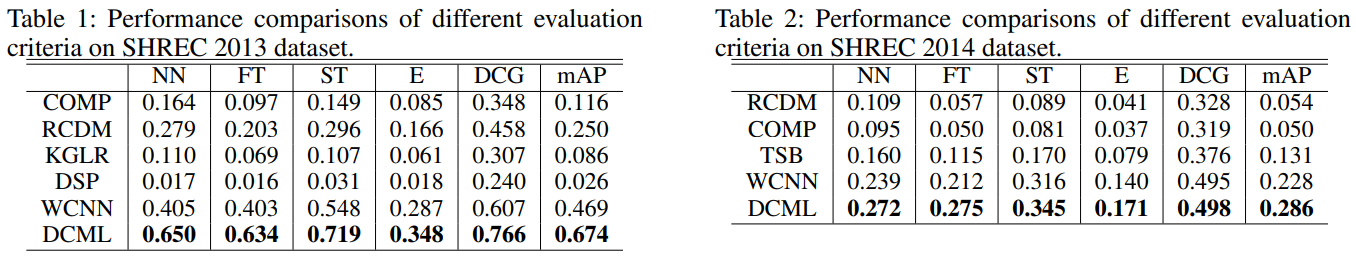 Table 1: Performance comparisons of different evaluation
criteria on SHREC 2013 dataset.
NN FT ST E DCG mAP
COMP 0.164 0.097 0.149 0.085 0.348 0.116
RCDM 0.279 0.203 0.296 0.166 0.458 0.250
KGLR 0.110 0.069 0.107 0.061 0.307 0.086
DSP 0.017 0.016 0.031 0.018 0.240 0.026
WCNN 0.405 0.403 0.548 0.287 0.607 0.469
DCML 0.650 0.634 0.719 0.348 0.766 0.674
Table 2: Performance comparisons of different evaluation
criteria on SHREC 2014 dataset.
NN FT ST E DCG mAP
RCDM 0.109 0.057 0.089 0.041 0.328 0.054
COMP 0.095 0.050 0.081 0.037 0.319 0.050
TSB 0.160 0.115 0.170 0.079 0.376 0.131
WCNN 0.239 0.212 0.316 0.140 0.495 0.228
DCML 0.272 0.275 0.345 0.171 0.498 0.286